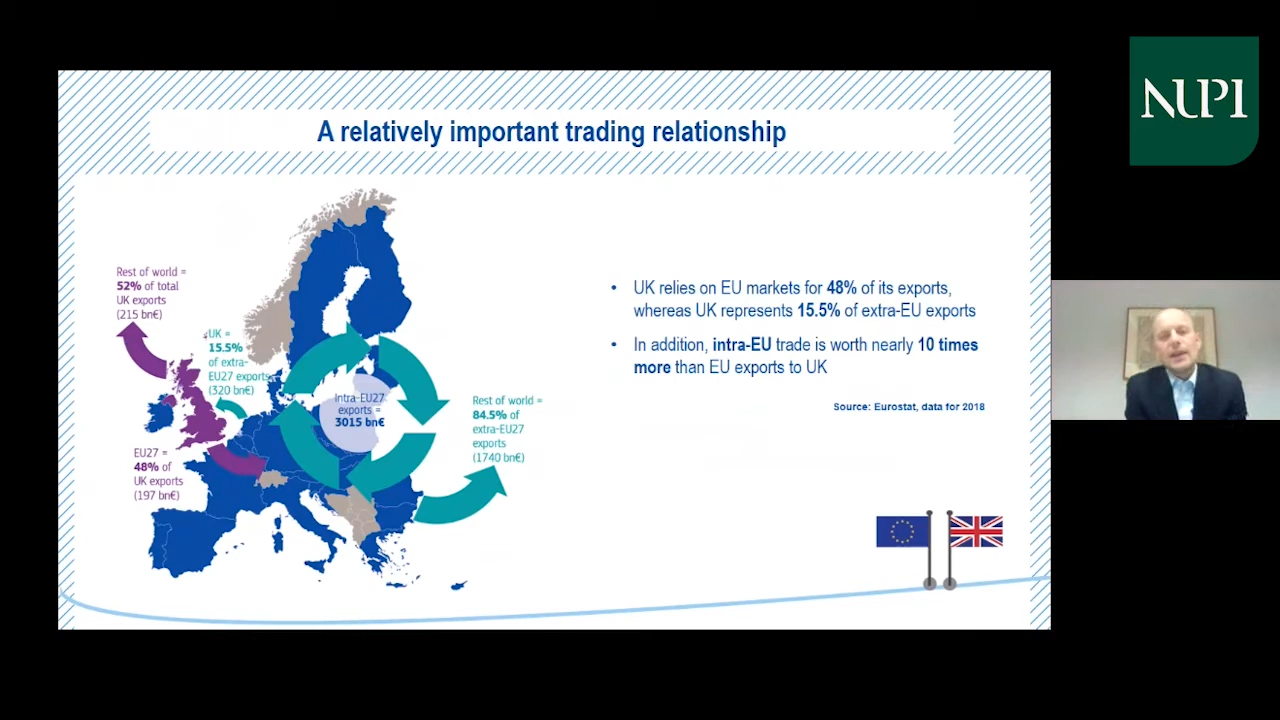 NUPI
A relatively important trading relationship
Rest of world =
52% of total
UK exports
(215 bn€)
UK =
15.5%
of extra-
EU27 exports
(320 bn€)
EU27 =
48% of
UK exports
(197 bn€)
Intra-EU27
exports =
3015 bn€
Rest of world =
84.5% of
extra-EU27
exports
(1740 bn€)
• UK relies on EU markets for 48% of its exports,
whereas UK represents 15.5% of extra-EU exports
• In addition, intra-EU trade is worth nearly 10 times
more than EU exports to UK
Source: Eurostat, data for 2018